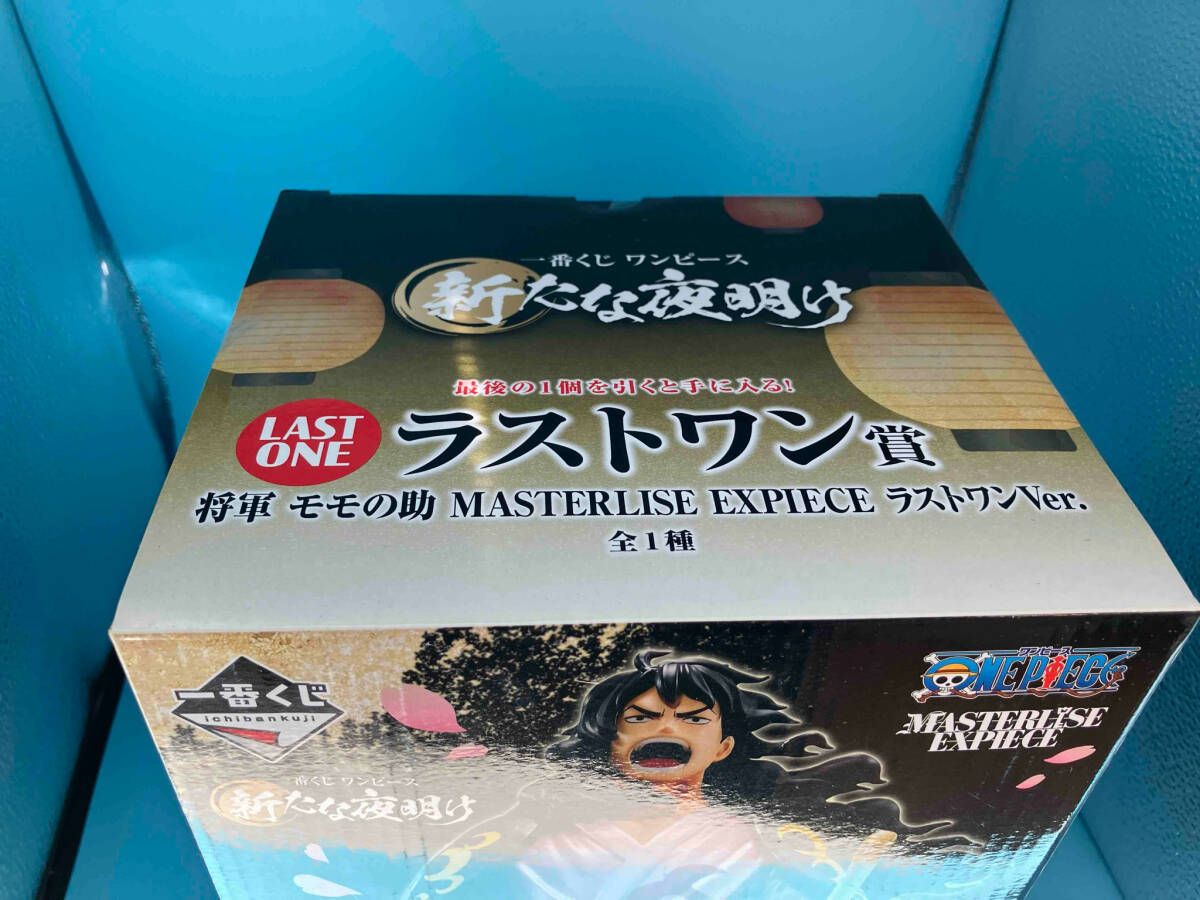 一番くじ ワンピース
新たな夜明け
最後の1個を引くと手に入る!
LAST
ONE
ラストワン賞
将軍 モモの助 MASTERLISE EXPIECE ラストワンVer.
全1種
一番くじ
ichibankuji
一番くじ ワンピース
新たな夜明け
ワンピース
ONE PIECE
MASTERLISE
EXPIECE